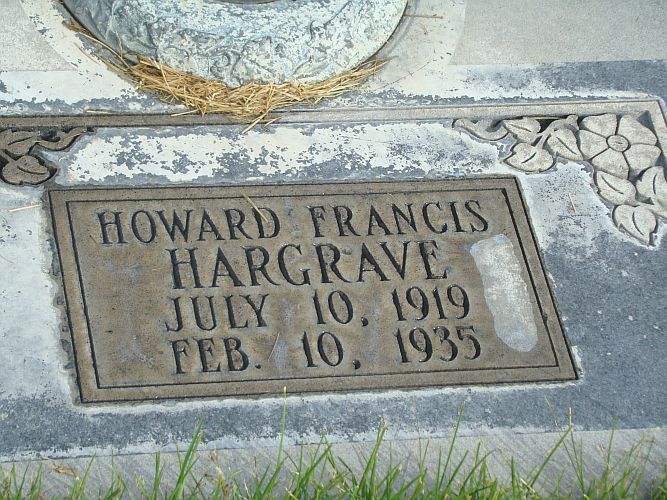 HOWARD FRANCIS
HARGRAVE
JULY 10, 1919
FEB. 10, 1935